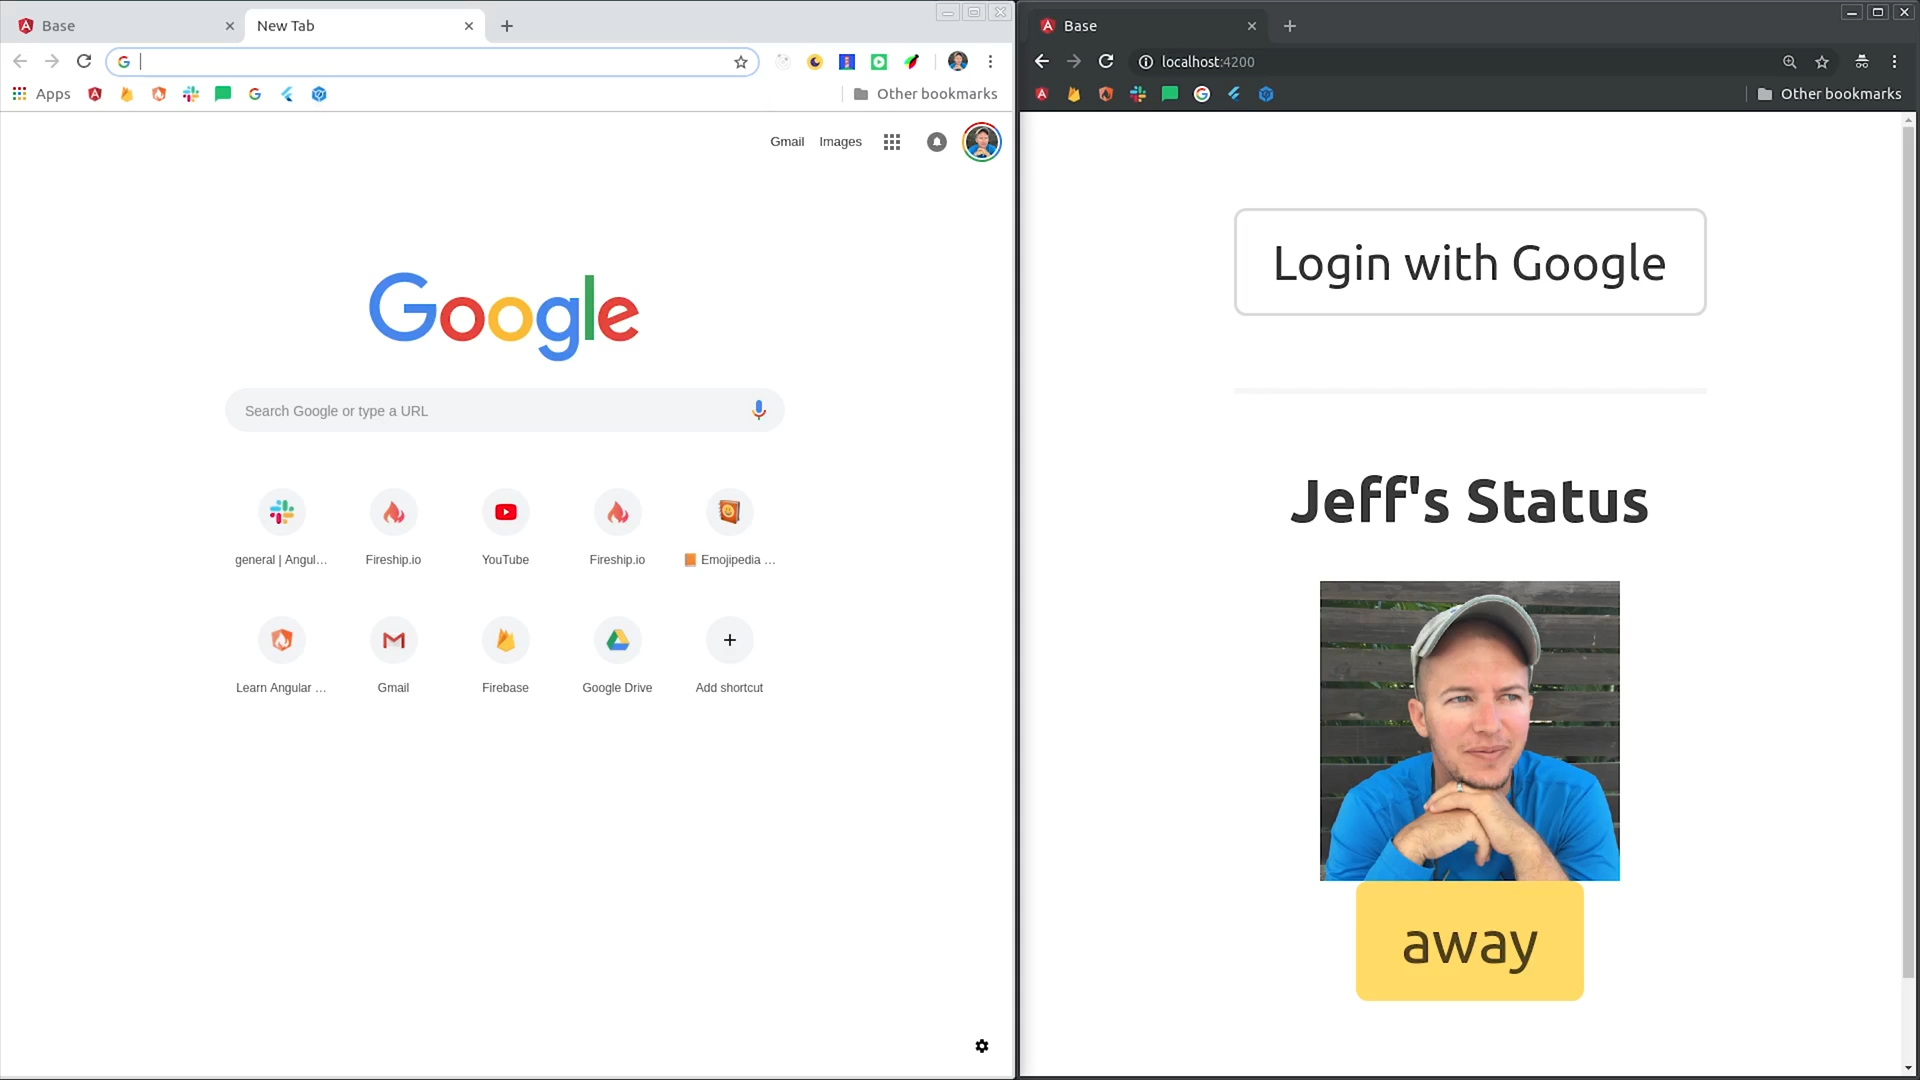 Base
New Tab
Apps
Other bookmarks
Gmail
Images
Google
Search Google or type a URL
general | Angul...
Fireship.io
YouTube
Fireship.io
Emojipedia ...
Learn Angular ...
Gmail
Firebase
Google Drive
Add shortcut
Base
localhost:4200
Other bookmarks
Login with Google
Jeff's Status
away